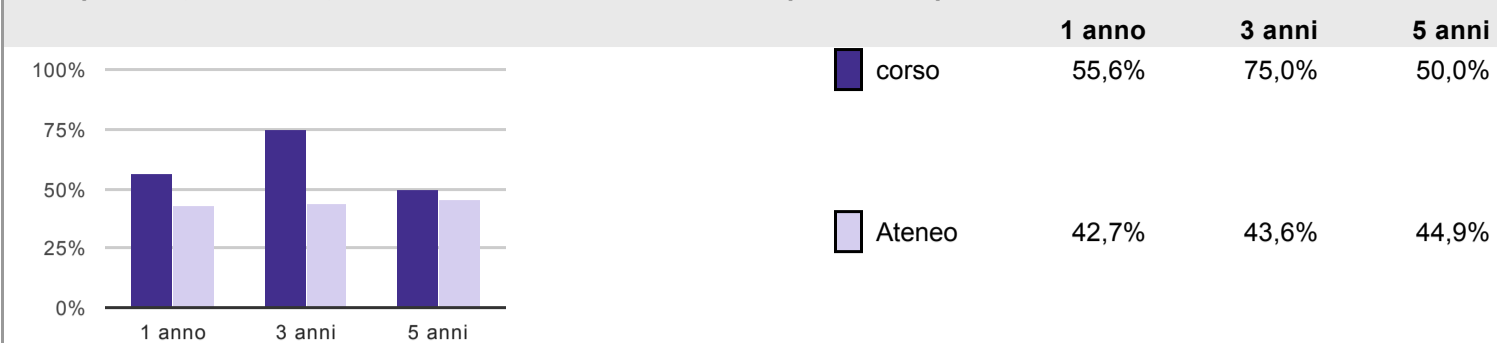 1 anno 3 anni 5 anni
100%
75%
50%
25%
0%
1 anno 3 anni 5 anni
corso 55,6% 75,0% 50,0%
Ateneo 42,7% 43,6% 44,9%